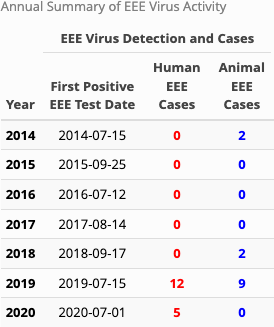 Annual Summary of EEE Virus Activity
EEE Virus Detection and Cases
Human Animal
First Positive EEE EEE
Year EEE Test Date Cases Cases
2014 2014-07-15 0 2
2015 2015-09-25 0 0
2016 2016-07-12 0 0
2017 2017-08-14 0 0
2018 2018-09-17 0 2
2019 2019-07-15 12 9
2020 2020-07-01 5 0